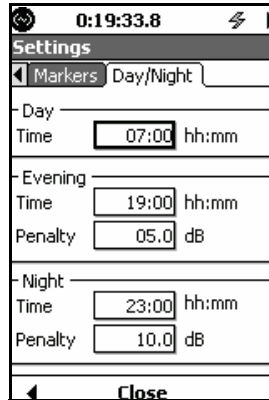 0:19:33.8
Settings
Markers Day/Night
Day
Time 07:00 hh:mm
Evening
Time 19:00 hh:mm
Penalty 05.0 dB
Night
Time 23:00 hh:mm
Penalty 10.0 dB
Close